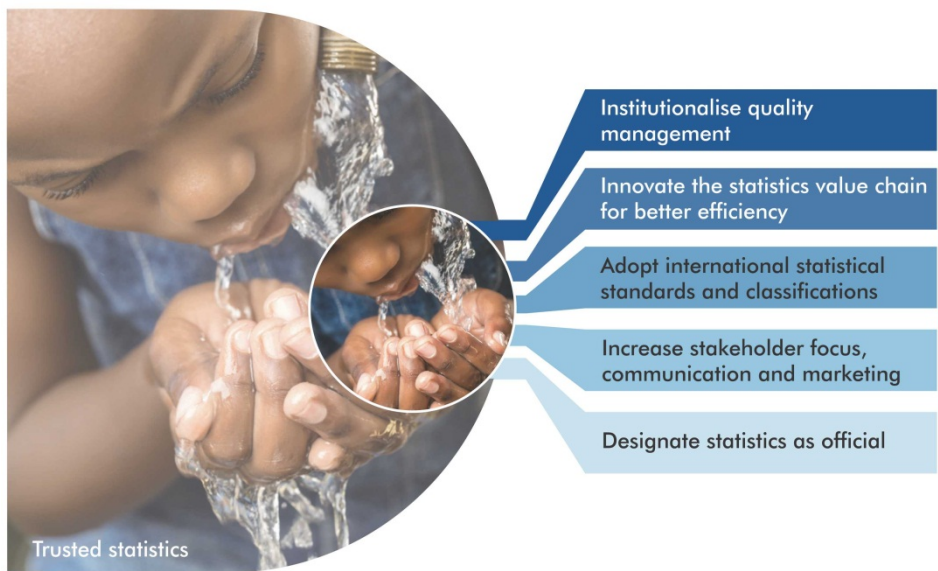 Institutionalise quality
management
Innovate the statistics value chain
for better efficiency
Adopt international statistical
standards and classifications
Increase stakeholder focus,
communication and marketing
Designate statistics as official
Trusted statistics